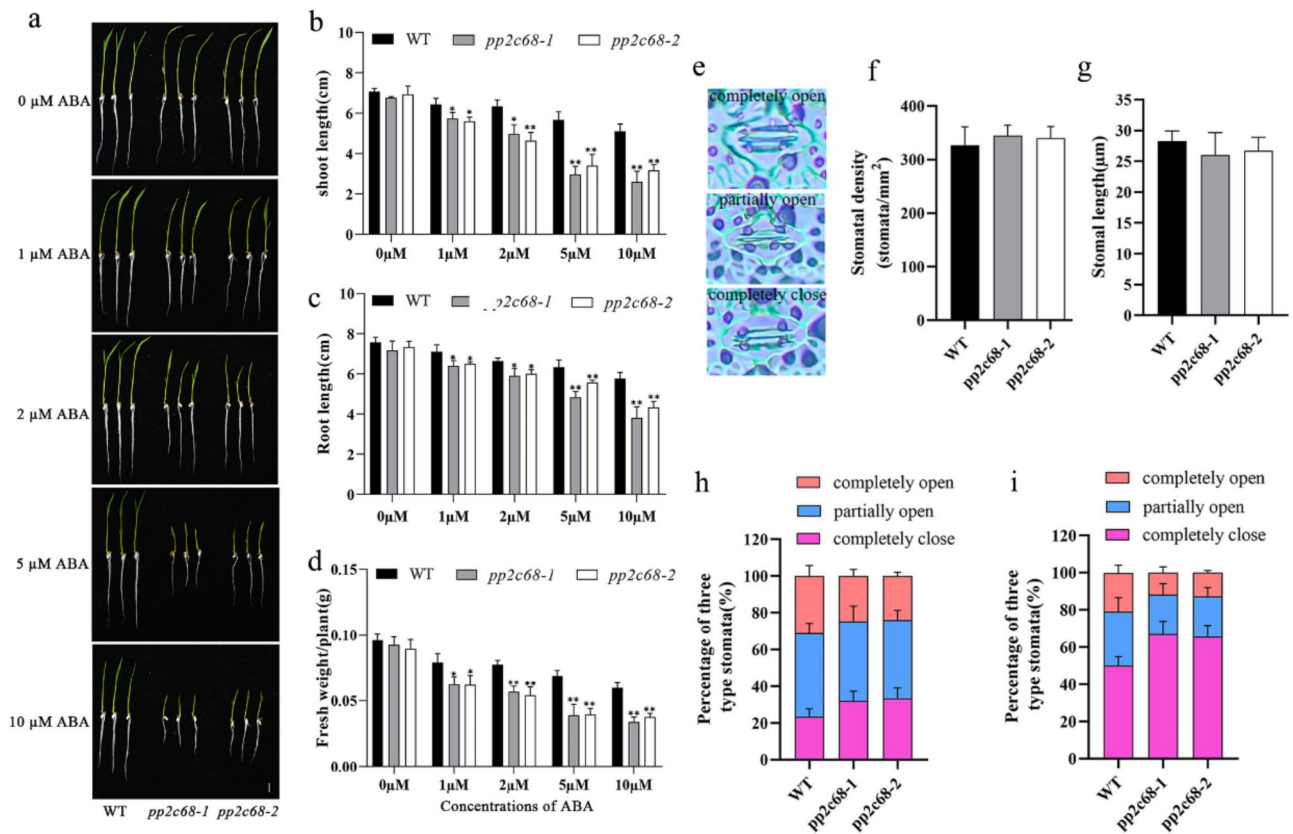 a
0 µM ABA
1 µM ABA
2 µM ABA
5 µM ABA
10 µM ABA
WT pp2c68-1 pp2c68-2
b
WT pp2c68-1 pp2c68-2
shoot length(cm)
10
8
6
4
2
0
* *
* **
** **
** **
0µM 1µM 2µM 5µM 10µM
c
WT pp2c68-1 pp2c68-2
Root length(cm)
10
8
6
4
2
0
* *
* *
** **
** **
0µM 1µM 2µM 5µM 10µM
d
WT pp2c68-1 pp2c68-2
Fresh weight/plant(g)
0.15
0.10
0.05
0.00
* *
** **
** **
** **
0µM 1µM 2µM 5µM 10µM
Concentrations of ABA
e
completely open
partially open
completely close
f
Stomatal density
(stomata/mm²)
400
300
200
100
0
WT pp2c68-1 pp2c68-2
g
Stomal length(µm)
35
30
25
20
15
10
5
0
WT pp2c68-1 pp2c68-2
h
completely open
partially open
completely close
Percentage of three
type stomata(%)
120
100
80
60
40
20
0
WT pp2c68-1 pp2c68-2
i
completely open
partially open
completely close
Percentage of three
type stomata(%)
120
100
80
60
40
20
0
WT pp2c68-1 pp2c68-2